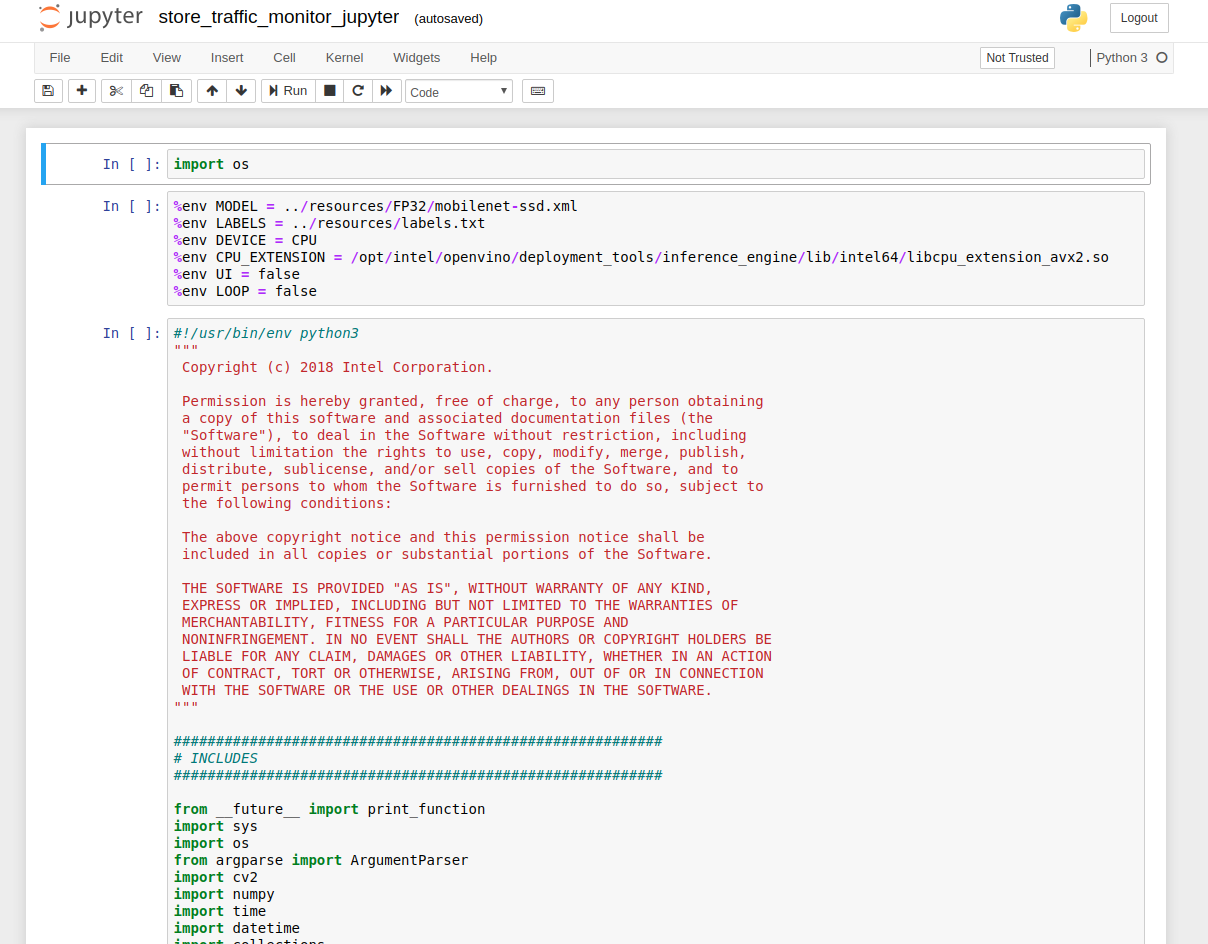 jupyter store_traffic_monitor_jupyter (autosaved) Logout
File Edit View Insert Cell Kernel Widgets Help Not Trusted Python 3
Run Code
In [ ]: import os
In [ ]: %env MODEL = ../resources/FP32/mobilenet-ssd.xml
%env LABELS = ../resources/labels.txt
%env DEVICE = CPU
%env CPU_EXTENSION = /opt/intel/openvino/deployment_tools/inference_engine/lib/intel64/libcpu_extension_avx2.so
%env UI = false
%env LOOP = false
In [ ]: #!/usr/bin/env python3
"""
Copyright (c) 2018 Intel Corporation.
Permission is hereby granted, free of charge, to any person obtaining
a copy of this software and associated documentation files (the
"Software"), to deal in the Software without restriction, including
without limitation the rights to use, copy, modify, merge, publish,
distribute, sublicense, and/or sell copies of the Software, and to
permit persons to whom the Software is furnished to do so, subject to
the following conditions:
The above copyright notice and this permission notice shall be
included in all copies or substantial portions of the Software.
THE SOFTWARE IS PROVIDED "AS IS", WITHOUT WARRANTY OF ANY KIND,
EXPRESS OR IMPLIED, INCLUDING BUT NOT LIMITED TO THE WARRANTIES OF
MERCHANTABILITY, FITNESS FOR A PARTICULAR PURPOSE AND
NONINFRINGEMENT. IN NO EVENT SHALL THE AUTHORS OR COPYRIGHT HOLDERS BE
LIABLE FOR ANY CLAIM, DAMAGES OR OTHER LIABILITY, WHETHER IN AN ACTION
OF CONTRACT, TORT OR OTHERWISE, ARISING FROM, OUT OF OR IN CONNECTION
WITH THE SOFTWARE OR THE USE OR OTHER DEALINGS IN THE SOFTWARE.
"""
##########################################################
# INCLUDES
##########################################################
from __future__ import print_function
import sys
import os
from argparse import ArgumentParser
import cv2
import numpy
import time
import datetime
import collections